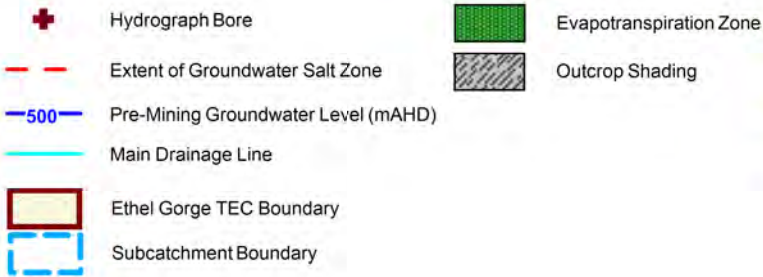 Hydrograph Bore
Extent of Groundwater Salt Zone
500
Pre-Mining Groundwater Level (mAHD)
Main Drainage Line
Ethel Gorge TEC Boundary
Subcatchment Boundary
Evapotranspiration Zone
Outcrop Shading